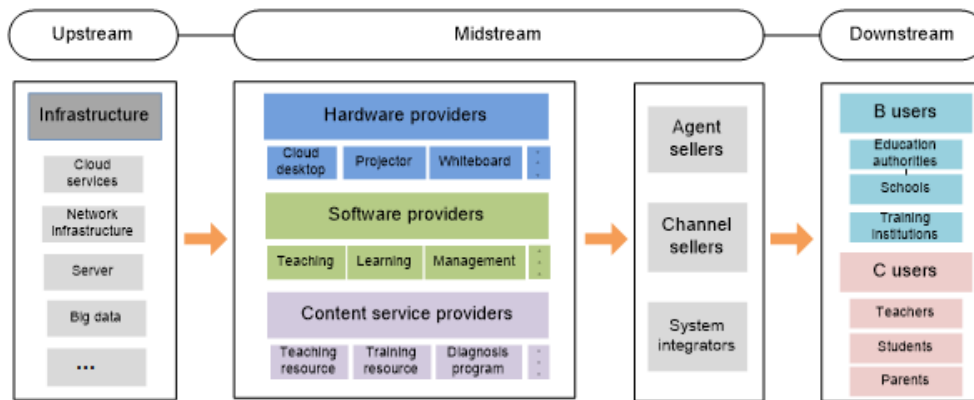 Upstream
Midstream
Downstream
Infrastructure
Cloud
services
Network
Infrastructure
Server
Big data
...
Hardware providers
Cloud
desktop
Projector
Whiteboard
Software providers
Teaching
Learning
Management
Content service providers
Teaching
resource
Training
resource
Diagnosis
program
Agent
sellers
Channel
sellers
System
integrators
B users
Education
authorities
Schools
Training
Institutions
C users
Teachers
Students
Parents